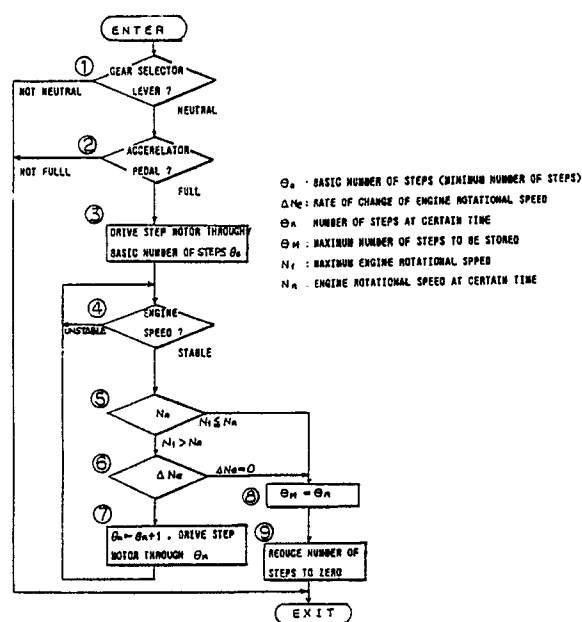 ENTER
①
GEAR SELECTOR
LEVER ?
NOT NEUTRAL
NEUTRAL
②
ACCERELATOR
PEDAL ?
NOT FULLL
FULL
③
DRIVE STEP MOTOR THROUGH
BASIC NUMBER OF STEPS θ₀
④
ENGINE
SPEED ?
UNSTABLE
STABLE
⑤
Nn
N₁ ≦ Nn
N₁ > Nn
⑥
ΔNe
ΔNe=0
⑦
θn←θn+1 . DRIVE STEP
MOTOR THROUGH θn
⑧
θM = θn
⑨
REDUCE NUMBER OF
STEPS TO ZERO
EXIT
θ₀ : BASIC NUMBER OF STEPS (MINIMUM NUMBER OF STEPS)
ΔNe : RATE OF CHANGE OF ENGINE ROTATIONAL SPEED
θn NUMBER OF STEPS AT CERTAIN TIME
θM : MAXIMUM NUMBER OF STEPS TO BE STORED
N₁ : MAXIMUM ENGINE ROTATIONAL SPEED
Nn : ENGINE ROTATIONAL SPEED AT CERTAIN TIME